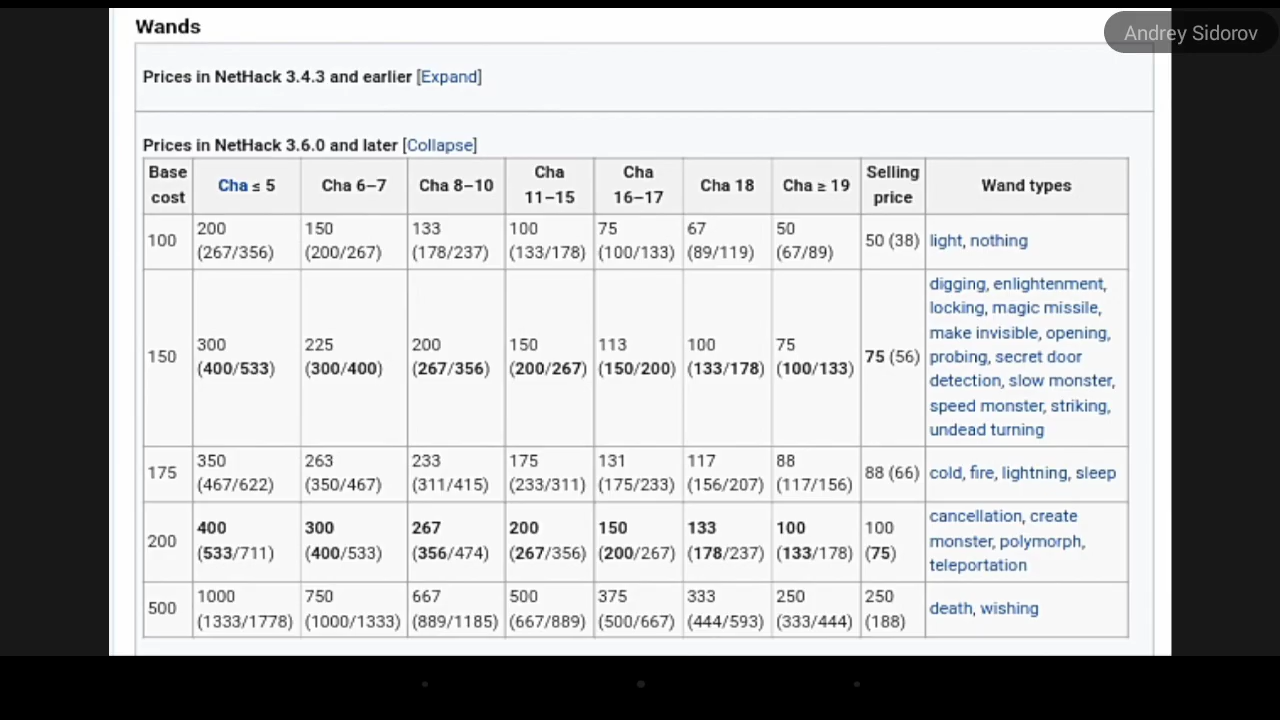 Andrey Sidorov
Wands
Prices in NetHack 3.4.3 and earlier [Expand]
Prices in NetHack 3.6.0 and later [Collapse]
Base cost Cha ≤ 5 Cha 6–7 Cha 8–10 Cha 11–15 Cha 16–17 Cha 18 Cha ≥ 19 Selling price Wand types
100 200 (267/356) 150 (200/267) 133 (178/237) 100 (133/178) 75 (100/133) 67 (89/119) 50 (67/89) 50 (38) light, nothing
150 300 (400/533) 225 (300/400) 200 (267/356) 150 (200/267) 113 (150/200) 100 (133/178) 75 (100/133) 75 (56) digging, enlightenment,
locking, magic missile,
make invisible, opening,
probing, secret door
detection, slow monster,
speed monster, striking,
undead turning
175 350 (467/622) 263 (350/467) 233 (311/415) 175 (233/311) 131 (175/233) 117 (156/207) 88 (117/156) 88 (66) cold, fire, lightning, sleep
200 400 (533/711) 300 (400/533) 267 (356/474) 200 (267/356) 150 (200/267) 133 (178/237) 100 (133/178) 100 (75) cancellation, create
monster, polymorph,
teleportation
500 1000 (1333/1778) 750 (1000/1333) 667 (889/1185) 500 (667/889) 375 (500/667) 333 (444/593) 250 (333/444) 250 (188) death, wishing